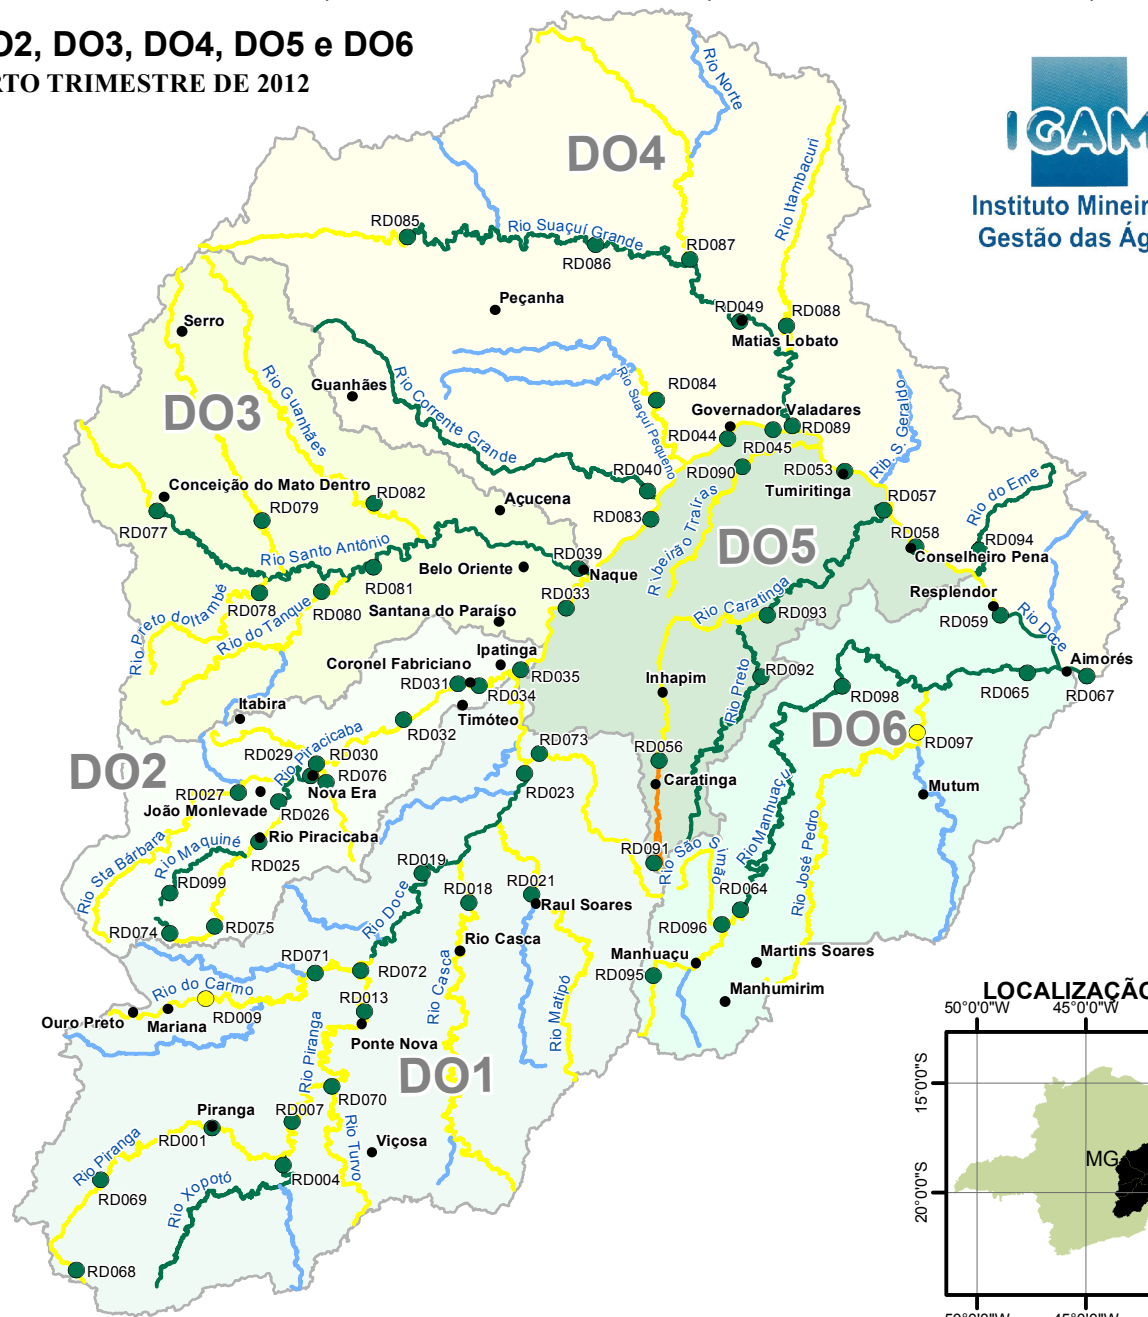 DO2, DO3, DO4, DO5 e DO6
RTO TRIMESTRE DE 2012
IGAM
Instituto Mineir
Gestão das Ág
DO4
Rio Norte
Rio Itambacuri
RD085
Rio Suaçuí Grande
RD086
RD087
Peçanha
RD049
RD088
Matias Lobato
Serro
DO3
Rio Guanhães
Guanhães
Rio Corrente Grande
Rio Suaçuí Pequeno
RD084
Governador Valadares
RD044
RD045
RD089
Rib. S. Geraldo
RD090
RD053
Tumiritinga
RD040
Conceição do Mato Dentro
RD082
Açucena
RD077
RD079
RD083
Ribeirão Traíras
RD057
Rio do Eme
DO5
RD058
RD094
Conselheiro Pena
Rio Santo Antônio
RD039
Belo Oriente
Naque
RD081
RD078
RD080
Rio Preto do Itambé
Rio do Tanque
Santana do Paraíso
RD033
Rio Caratinga
RD093
Resplendor
RD059
Rio Doce
Ipatinga
Coronel Fabriciano
RD031
RD034
RD035
Timóteo
RD032
Inhapim
Rio Preto
RD092
RD098
RD065
Aimorés
RD067
DO6
RD097
Mutum
Itabira
DO2
RD029
Rio Piracicaba
RD030
RD076
Nova Era
RD027
João Monlevade
RD026
Rio Piracicaba
RD025
RD073
RD023
RD056
Caratinga
Rio Sta Bárbara
Rio Maquiné
RD099
RD074
RD075
RD019
Rio Doce
RD018
RD021
Raul Soares
RD091
Rio São Simão
Rio Manhuaçu
Rio José Pedro
RD064
RD096
Rio Casca
Manhuaçu
RD095
Martins Soares
Manhumirim
RD071
RD072
Rio do Carmo
RD009
Ouro Preto
Mariana
RD013
Ponte Nova
Rio Casca
Rio Matipó
Rio Piranga
DO1
RD070
Piranga
RD001
RD007
Rio Turvo
Viçosa
Rio Piranga
RD069
RD004
Rio Xopotó
RD068
LOCALIZAÇÃO
50°0'0"W
45°0'0"W
15°0'0"S
20°0'0"S
MG
50°0'0"W
45°0'0"W